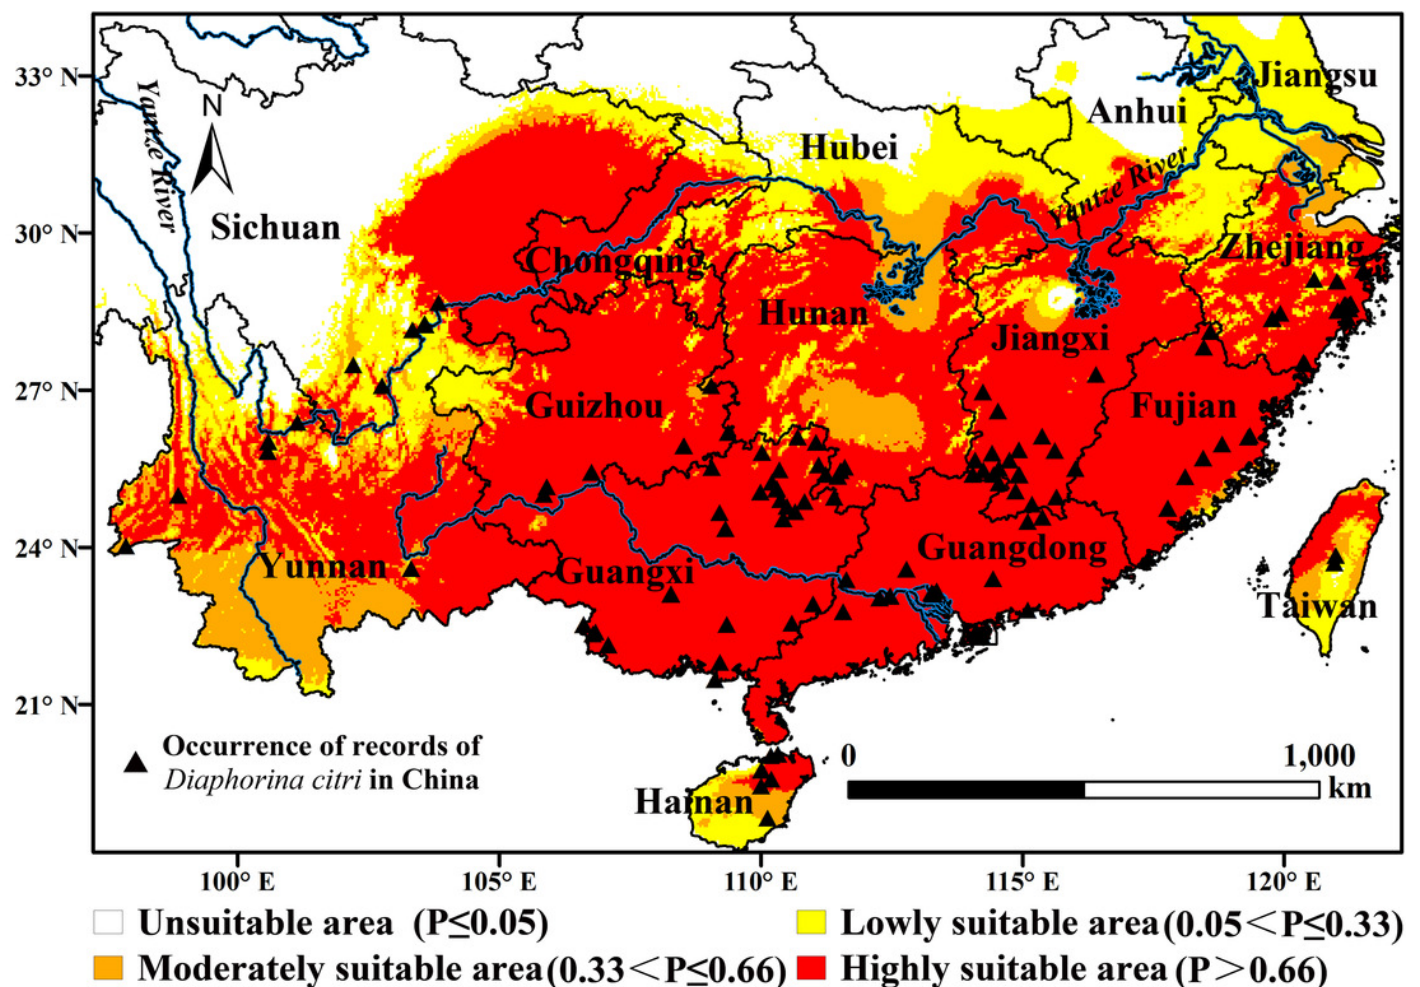 33° N
30° N
27° N
24° N
21° N
N
Yantze River
Jiangsu
Anhui
Hubei
Yantze River
Sichuan
Zhejiang
Chongqing
Hunan
Jiangxi
Guizhou
Fujian
Guangdong
Yunnan
Guangxi
Taiwan
Hainan
Occurrence of records of
Diaphorina citri in China
0 1,000
km
100° E 105° E 110° E 115° E 120° E
Unsuitable area (P≤0.05) Lowly suitable area(0.05<P≤0.33)
Moderately suitable area(0.33<P≤0.66) Highly suitable area (P>0.66)